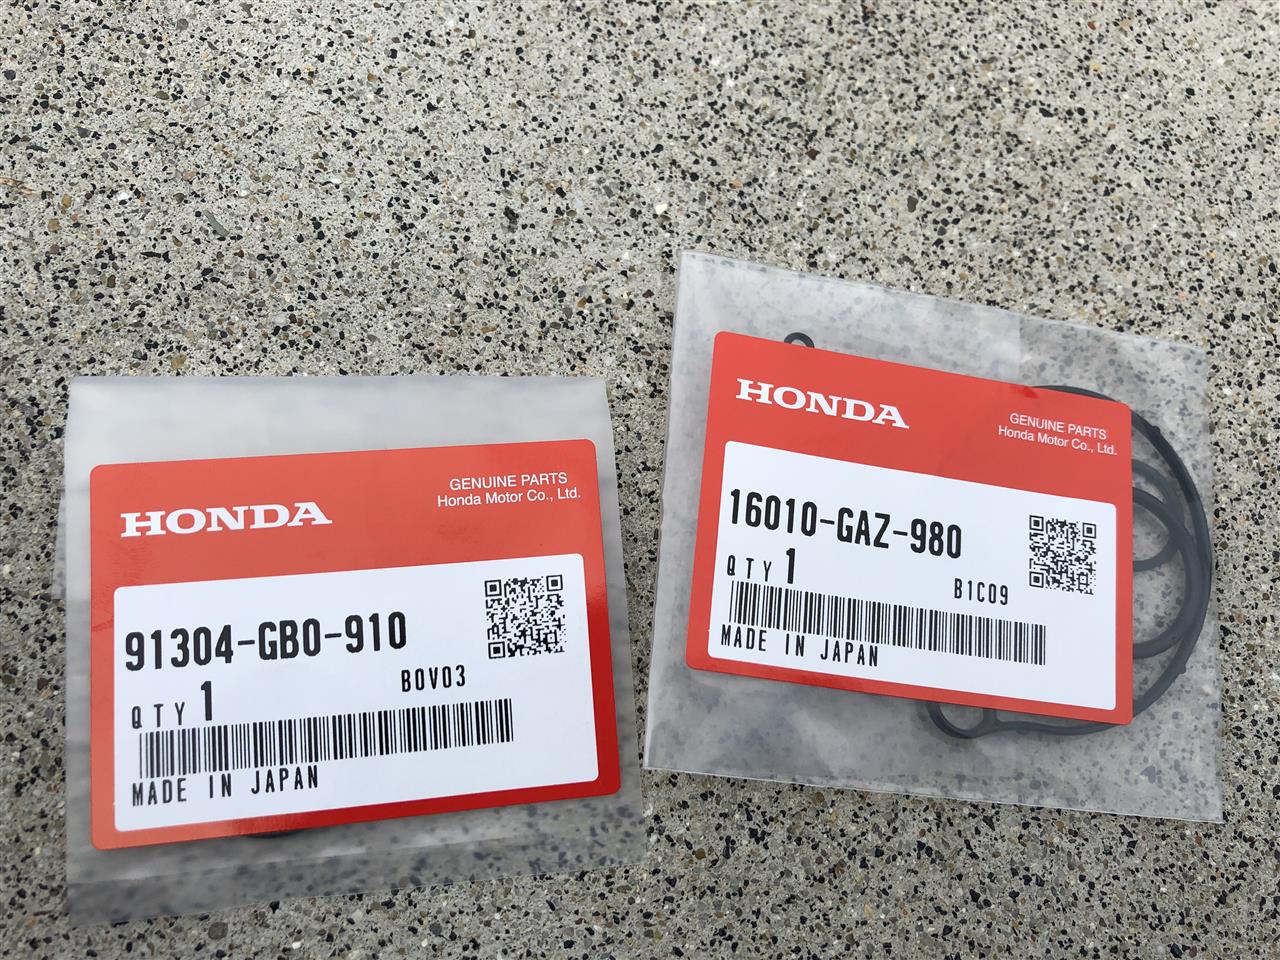 HONDA
GENUINE PARTS
Honda Motor Co., Ltd.
91304-GB0-910
QTY 1
B0V03
MADE IN JAPAN
HONDA
GENUINE PARTS
Honda Motor Co., Ltd.
16010-GAZ-980
QTY 1
B1C09
MADE IN JAPAN